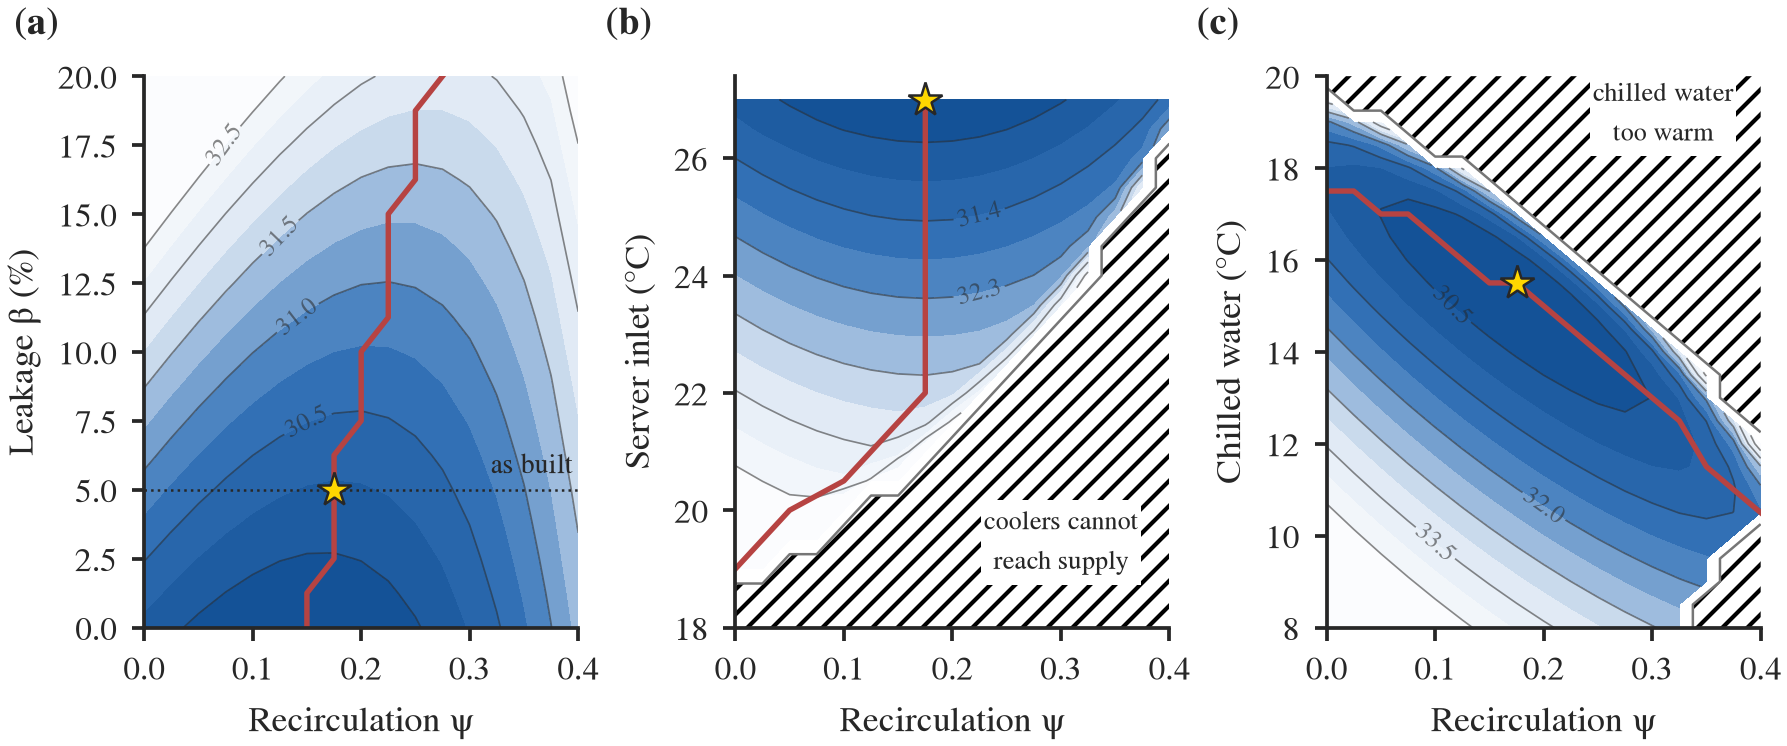 (a)
20.0
17.5
15.0
12.5
10.0
7.5
5.0
2.5
0.0
Leakage β (%)
32.5
31.5
31.0
30.5
as built
0.0 0.1 0.2 0.3 0.4
Recirculation ψ
(b)
26
24
22
20
18
Server inlet (°C)
31.4
32.3
coolers cannot
reach supply
0.0 0.1 0.2 0.3 0.4
Recirculation ψ
(c)
20
18
16
14
12
10
8
Chilled water (°C)
chilled water
too warm
30.5
32.0
33.5
0.0 0.1 0.2 0.3 0.4
Recirculation ψ